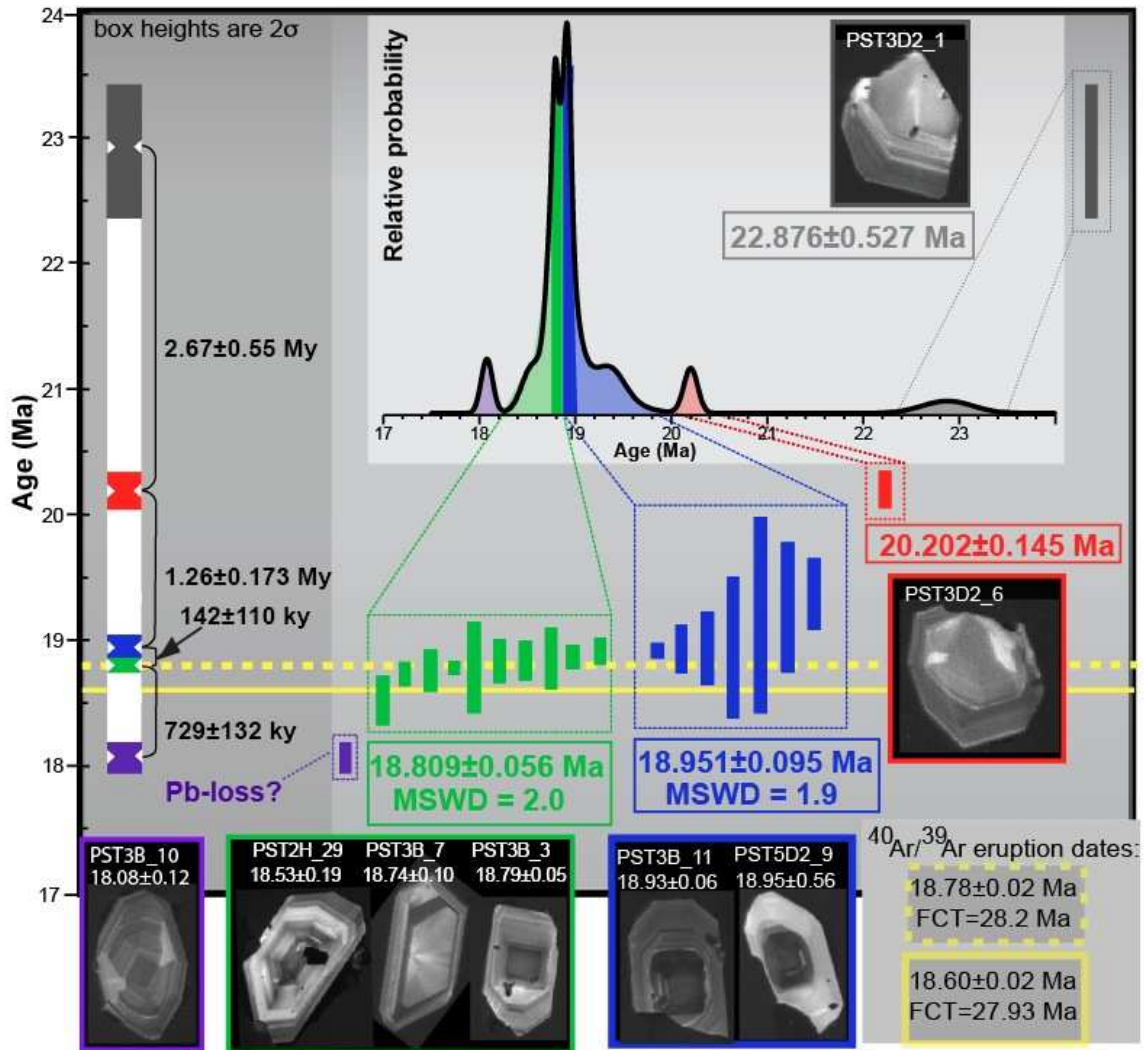 24
box heights are 2σ
23
22
21
20
19
18
17
Age (Ma)
2.67±0.55 My
1.26±0.173 My
142±110 ky
729±132 ky
Pb-loss?
Relative probability
17 18 19 20 21 22 23
Age (Ma)
PST3D2_1
22.876±0.527 Ma
20.202±0.145 Ma
PST3D2_6
18.809±0.056 Ma
MSWD = 2.0
18.951±0.095 Ma
MSWD = 1.9
PST3B_10
18.08±0.12
PST2H_29
18.53±0.19
PST3B_7
18.74±0.10
PST3B_3
18.79±0.05
PST3B_11
18.93±0.06
PST5D2_9
18.95±0.56
40Ar/39Ar eruption dates:
18.78±0.02 Ma
FCT=28.2 Ma
18.60±0.02 Ma
FCT=27.93 Ma